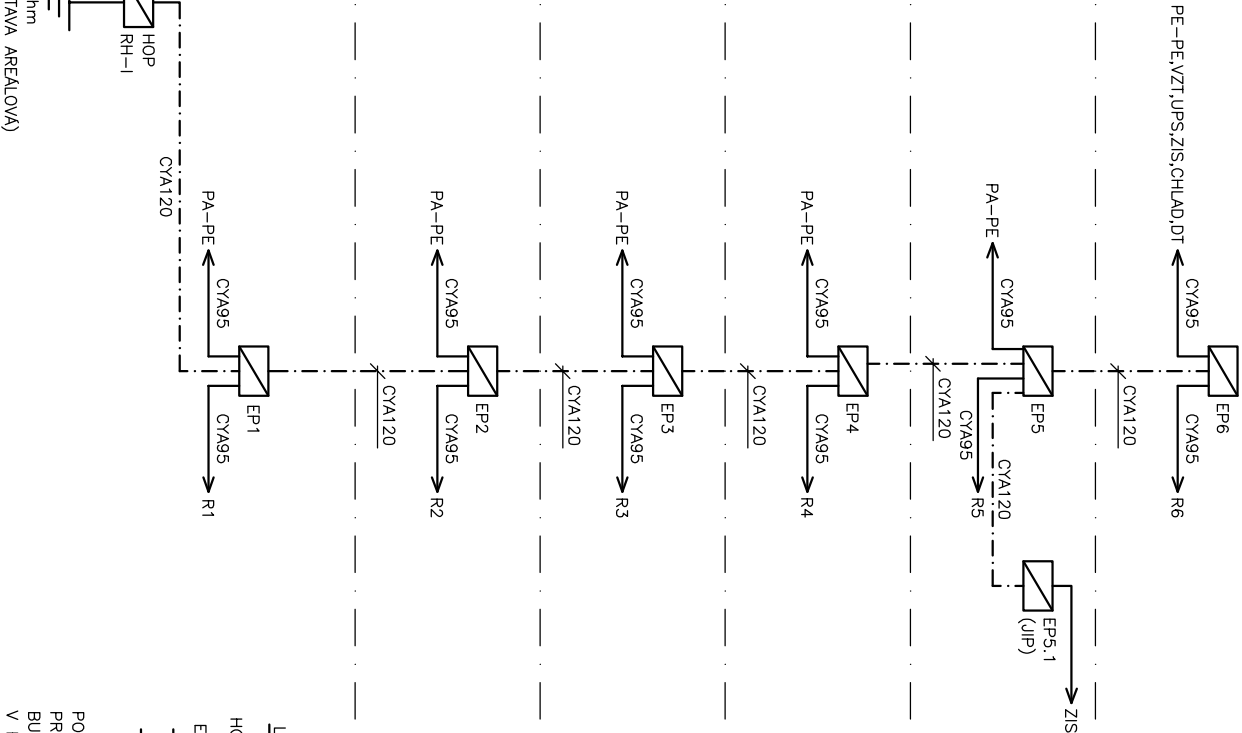 PE-PE,VZT,UPS,ZIS,CHLAD,DT
CYA95
EP6
CYA95
R6
CYA120
PA-PE
CYA95
EP5
CYA95
R5
CYA120
EP5.1
(JIP)
ZIS
CYA120
PA-PE
CYA95
EP4
CYA95
R4
CYA120
PA-PE
CYA95
EP3
CYA95
R3
CYA120
PA-PE
CYA95
EP2
CYA95
R2
CYA120
PA-PE
CYA95
EP1
CYA95
R1
CYA120
HOP
RH-I
hm
TAVA AREÁLOVÁ)
PO
PR
BU
V